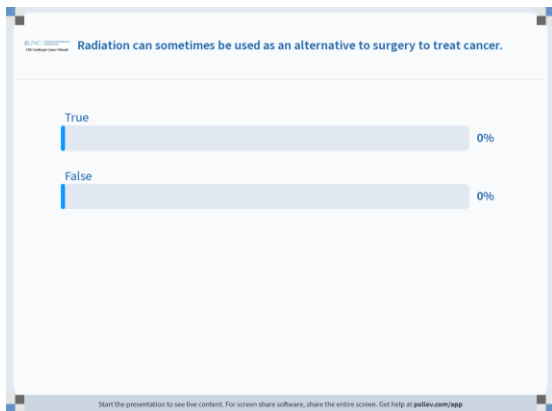 Radiation can sometimes be used as an alternative to surgery to treat cancer.
True
0%
False
0%
Start the presentation to see live content. For screen share software, share the entire screen. Get help at pollev.com/app